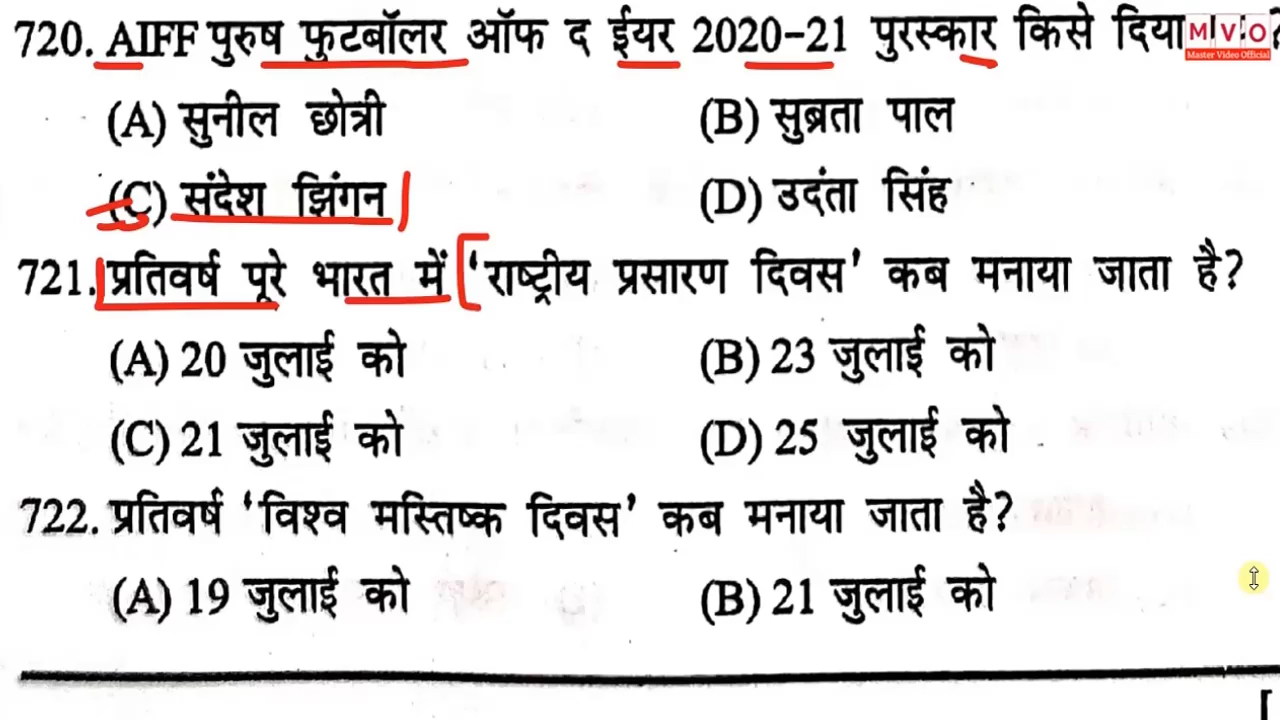 720. AIFF पुरुष फुटबॉलर ऑफ द ईयर 2020-21 पुरस्कार किसे दिया ?
MVO
Master Video Official
(A) सुनील छोत्री (B) सुब्रता पाल
(C) संदेश झिंगन (D) उदंता सिंह
721. प्रतिवर्ष पूरे भारत में 'राष्ट्रीय प्रसारण दिवस' कब मनाया जाता है?
(A) 20 जुलाई को (B) 23 जुलाई को
(C) 21 जुलाई को (D) 25 जुलाई को
722. प्रतिवर्ष 'विश्व मस्तिष्क दिवस' कब मनाया जाता है?
(A) 19 जुलाई को (B) 21 जुलाई को
[